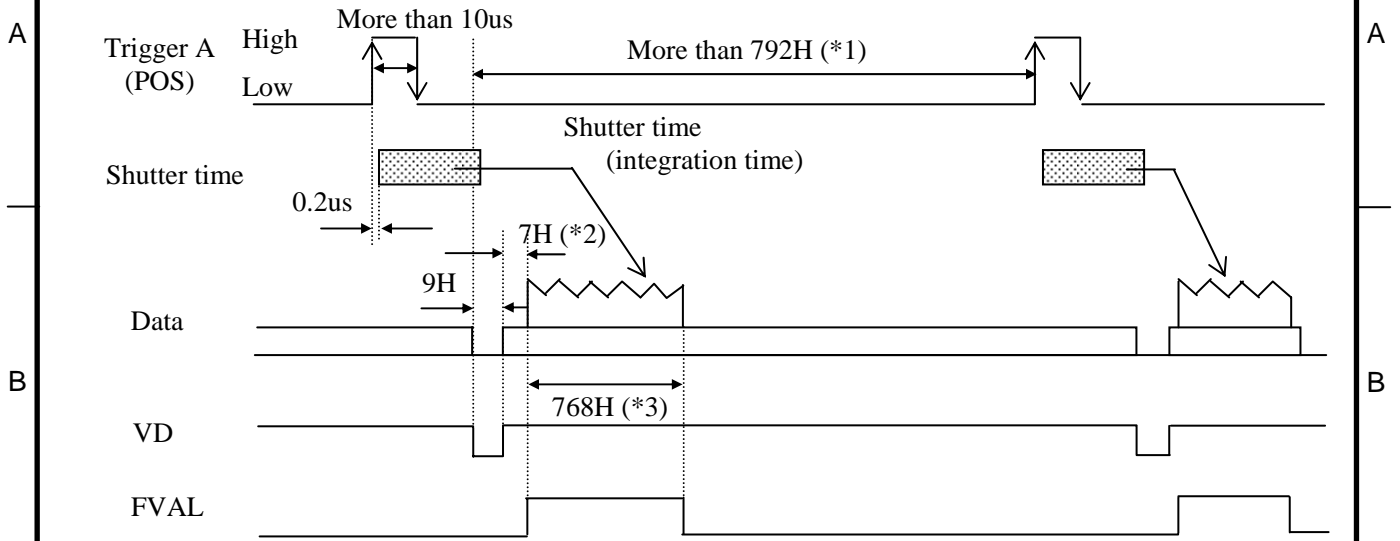 A
A
More than 10us
Trigger A
(POS)
High
Low
More than 792H (*1)
Shutter time
(integration time)
Shutter time
0.2us
7H (*2)
9H
Data
B
B
768H (*3)
VD
FVAL